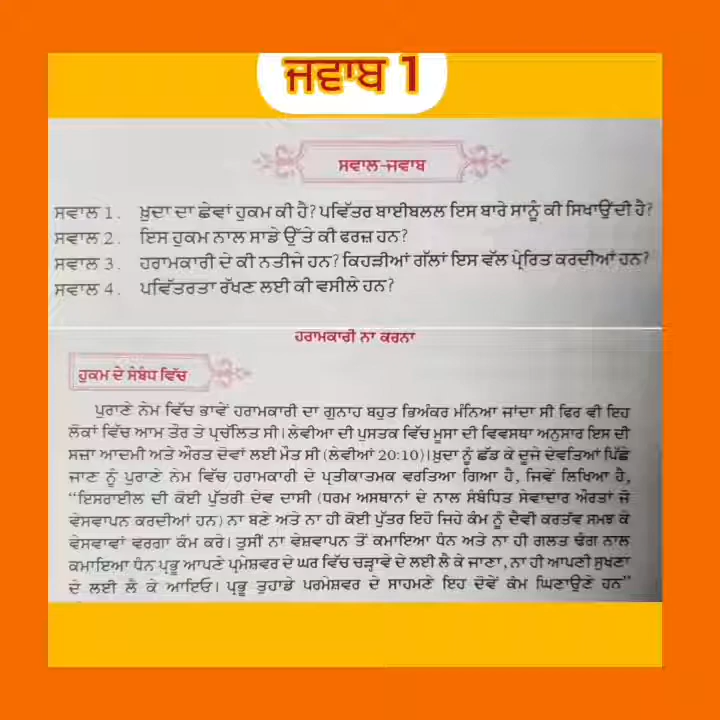 ਜਵਾਬ 1
ਸਵਾਲ-ਜਵਾਬ
ਸਵਾਲ 1. ਖ਼ੁਦਾ ਦਾ ਛੇਵਾਂ ਹੁਕਮ ਕੀ ਹੈ? ਪਵਿੱਤਰ ਬਾਈਬਲਲ ਇਸ ਬਾਰੇ ਸਾਨੂੰ ਕੀ ਸਿਖਾਉਂਦੀ ਹੈ?
ਸਵਾਲ 2. ਇਸ ਹੁਕਮ ਨਾਲ ਸਾਡੇ ਉੱਤੇ ਕੀ ਫਰਜ਼ ਹਨ?
ਸਵਾਲ 3. ਹਰਾਮਕਾਰੀ ਦੇ ਕੀ ਨਤੀਜੇ ਹਨ? ਕਿਹੜੀਆਂ ਗੱਲਾਂ ਇਸ ਵੱਲ ਪ੍ਰੇਰਿਤ ਕਰਦੀਆਂ ਹਨ?
ਸਵਾਲ 4. ਪਵਿੱਤਰਤਾ ਰੱਖਣ ਲਈ ਕੀ ਵਸੀਲੇ ਹਨ?
ਹਰਾਮਕਾਰੀ ਨਾ ਕਰਨਾ
ਹੁਕਮ ਦੇ ਸੰਬੰਧ ਵਿੱਚ
ਪੁਰਾਣੇ ਨੇਮ ਵਿੱਚ ਭਾਵੇਂ ਹਰਾਮਕਾਰੀ ਦਾ ਗੁਨਾਹ ਬਹੁਤ ਭਿਅੰਕਰ ਮੰਨਿਆ ਜਾਂਦਾ ਸੀ ਫਿਰ ਵੀ ਇਹ
ਲੋਕਾਂ ਵਿੱਚ ਆਮ ਤੌਰ ਤੇ ਪ੍ਰਚੱਲਿਤ ਸੀ। ਲੇਵੀਆ ਦੀ ਪੁਸਤਕ ਵਿੱਚ ਮੂਸਾ ਦੀ ਵਿਵਸਥਾ ਅਨੁਸਾਰ ਇਸ ਦੀ
ਸਜ਼ਾ ਆਦਮੀ ਅਤੇ ਔਰਤ ਦੋਵਾਂ ਲਈ ਮੌਤ ਸੀ (ਲੇਵੀਆਂ 20:10)। ਖ਼ੁਦਾ ਨੂੰ ਛੱਡ ਕੇ ਦੂਜੇ ਦੇਵਤਿਆਂ ਪਿੱਛੇ
ਜਾਣ ਨੂੰ ਪੁਰਾਣੇ ਨੇਮ ਵਿੱਚ ਹਰਾਮਕਾਰੀ ਦੇ ਪ੍ਰਤੀਕਾਤਮਕ ਵਰਤਿਆ ਗਿਆ ਹੈ, ਜਿਵੇਂ ਲਿਖਿਆ ਹੈ,
“ਇਸਰਾਈਲ ਦੀ ਕੋਈ ਪੁੱਤਰੀ ਦੇਵ ਦਾਸੀ (ਧਰਮ ਅਸਥਾਨਾਂ ਦੇ ਨਾਲ ਸੰਬੰਧਿਤ ਸੇਵਾਦਾਰ ਔਰਤਾਂ ਜੋ
ਵੇਸਵਾਪਨ ਕਰਦੀਆਂ ਹਨ) ਨਾ ਬਣੇ ਅਤੇ ਨਾ ਹੀ ਕੋਈ ਪੁੱਤਰ ਇਹੋ ਜਿਹੇ ਕੰਮ ਨੂੰ ਦੈਵੀ ਕਰਤੱਵ ਸਮਝ ਕੇ
ਵੇਸਵਾਵਾਂ ਵਰਗਾ ਕੰਮ ਕਰੇ। ਤੁਸੀਂ ਨਾ ਵੇਸ਼ਵਾਪਨ ਤੋਂ ਕਮਾਇਆ ਧੰਨ ਅਤੇ ਨਾ ਹੀ ਗਲਤ ਢੰਗ ਨਾਲ
ਕਮਾਇਆ ਧੰਨ ਪ੍ਰਭੂ ਆਪਣੇ ਪ੍ਰਮੇਸ਼ਵਰ ਦੇ ਘਰ ਵਿੱਚ ਚੜ੍ਹਾਵੇ ਦੇ ਲਈ ਲੈ ਕੇ ਜਾਣਾ, ਨਾ ਹੀ ਆਪਣੀ ਸੁਖਣਾ
ਦੇ ਲਈ ਲੈ ਕੇ ਆਇਓ। ਪ੍ਰਭੂ ਤੁਹਾਡੇ ਪਰਮੇਸ਼ਵਰ ਦੇ ਸਾਹਮਣੇ ਇਹ ਦੋਵੇਂ ਕੰਮ ਘਿਣਾਉਣੇ ਹਨ”